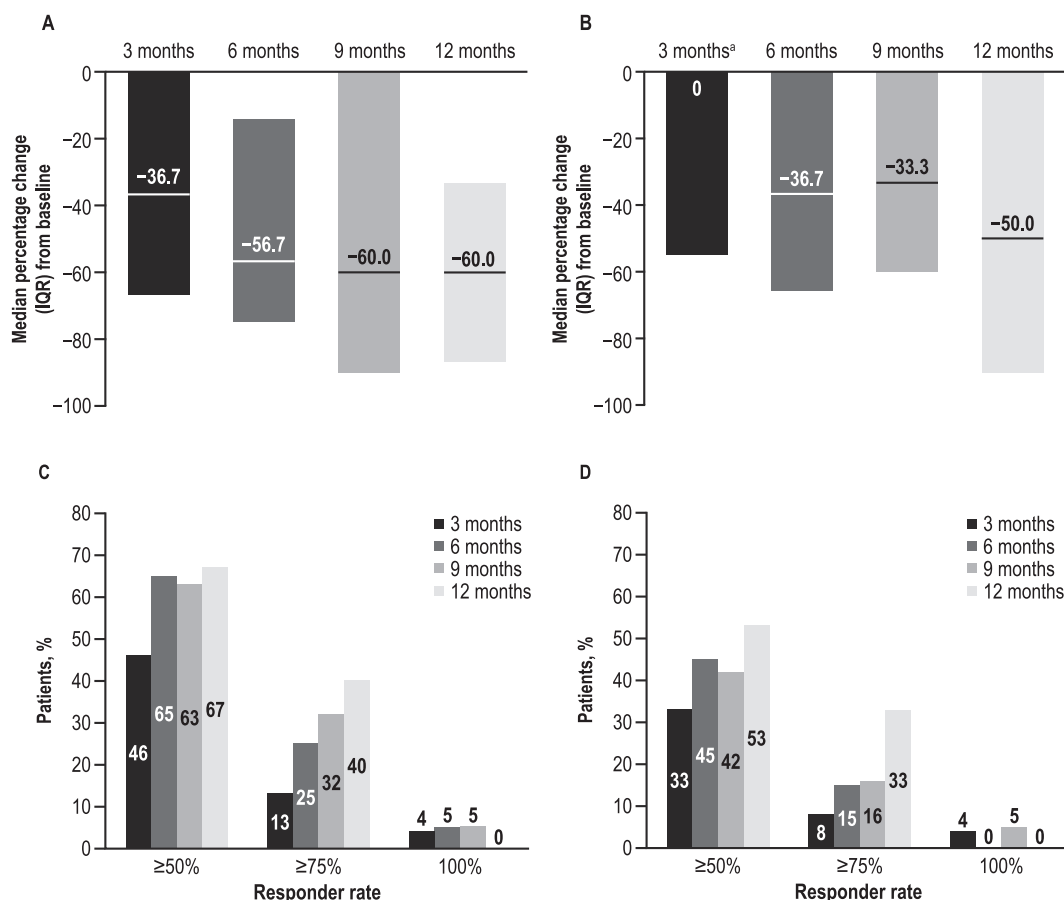 A
3 months 6 months 9 months 12 months
0
−20
−40
−60
−80
−100
Median percentage change
(IQR) from baseline
−36.7
−56.7
−60.0
−60.0
B
3 monthsᵃ 6 months 9 months 12 months
0
−20
−40
−60
−80
−100
Median percentage change
(IQR) from baseline
0
−36.7
−33.3
−50.0
C
80
70
60
50
40
30
20
10
0
Patients, %
3 months
6 months
9 months
12 months
46 65 63 67
13 25 32 40
4 5 5 0
≥50% ≥75% 100%
Responder rate
D
80
70
60
50
40
30
20
10
0
Patients, %
3 months
6 months
9 months
12 months
33 45 42 53
8 15 16 33
4 0 5 0
≥50% ≥75% 100%
Responder rate